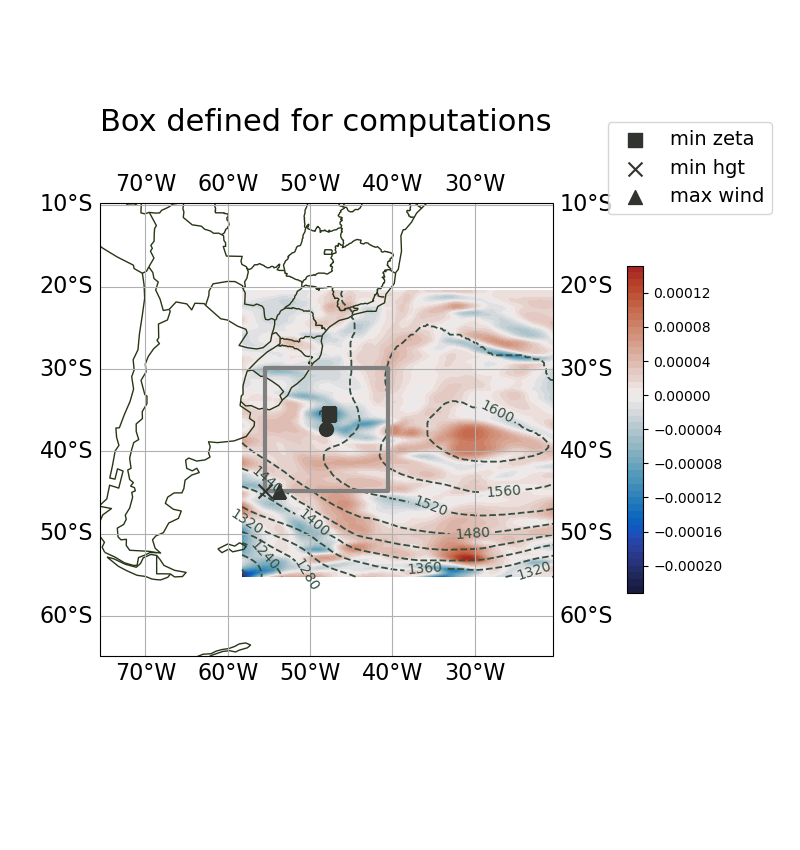 Box defined for computations
min zeta
min hgt
max wind
70°W 60°W 50°W 40°W 30°W
10°S 10°S
20°S 20°S
30°S 30°S
40°S 40°S
50°S 50°S
60°S 60°S
70°W 60°W 50°W 40°W 30°W
1600
1560
1520
1480
1440
1400
1360
1320
1320
1280
1240
0.00012
0.00008
0.00004
0.00000
−0.00004
−0.00008
−0.00012
−0.00016
−0.00020